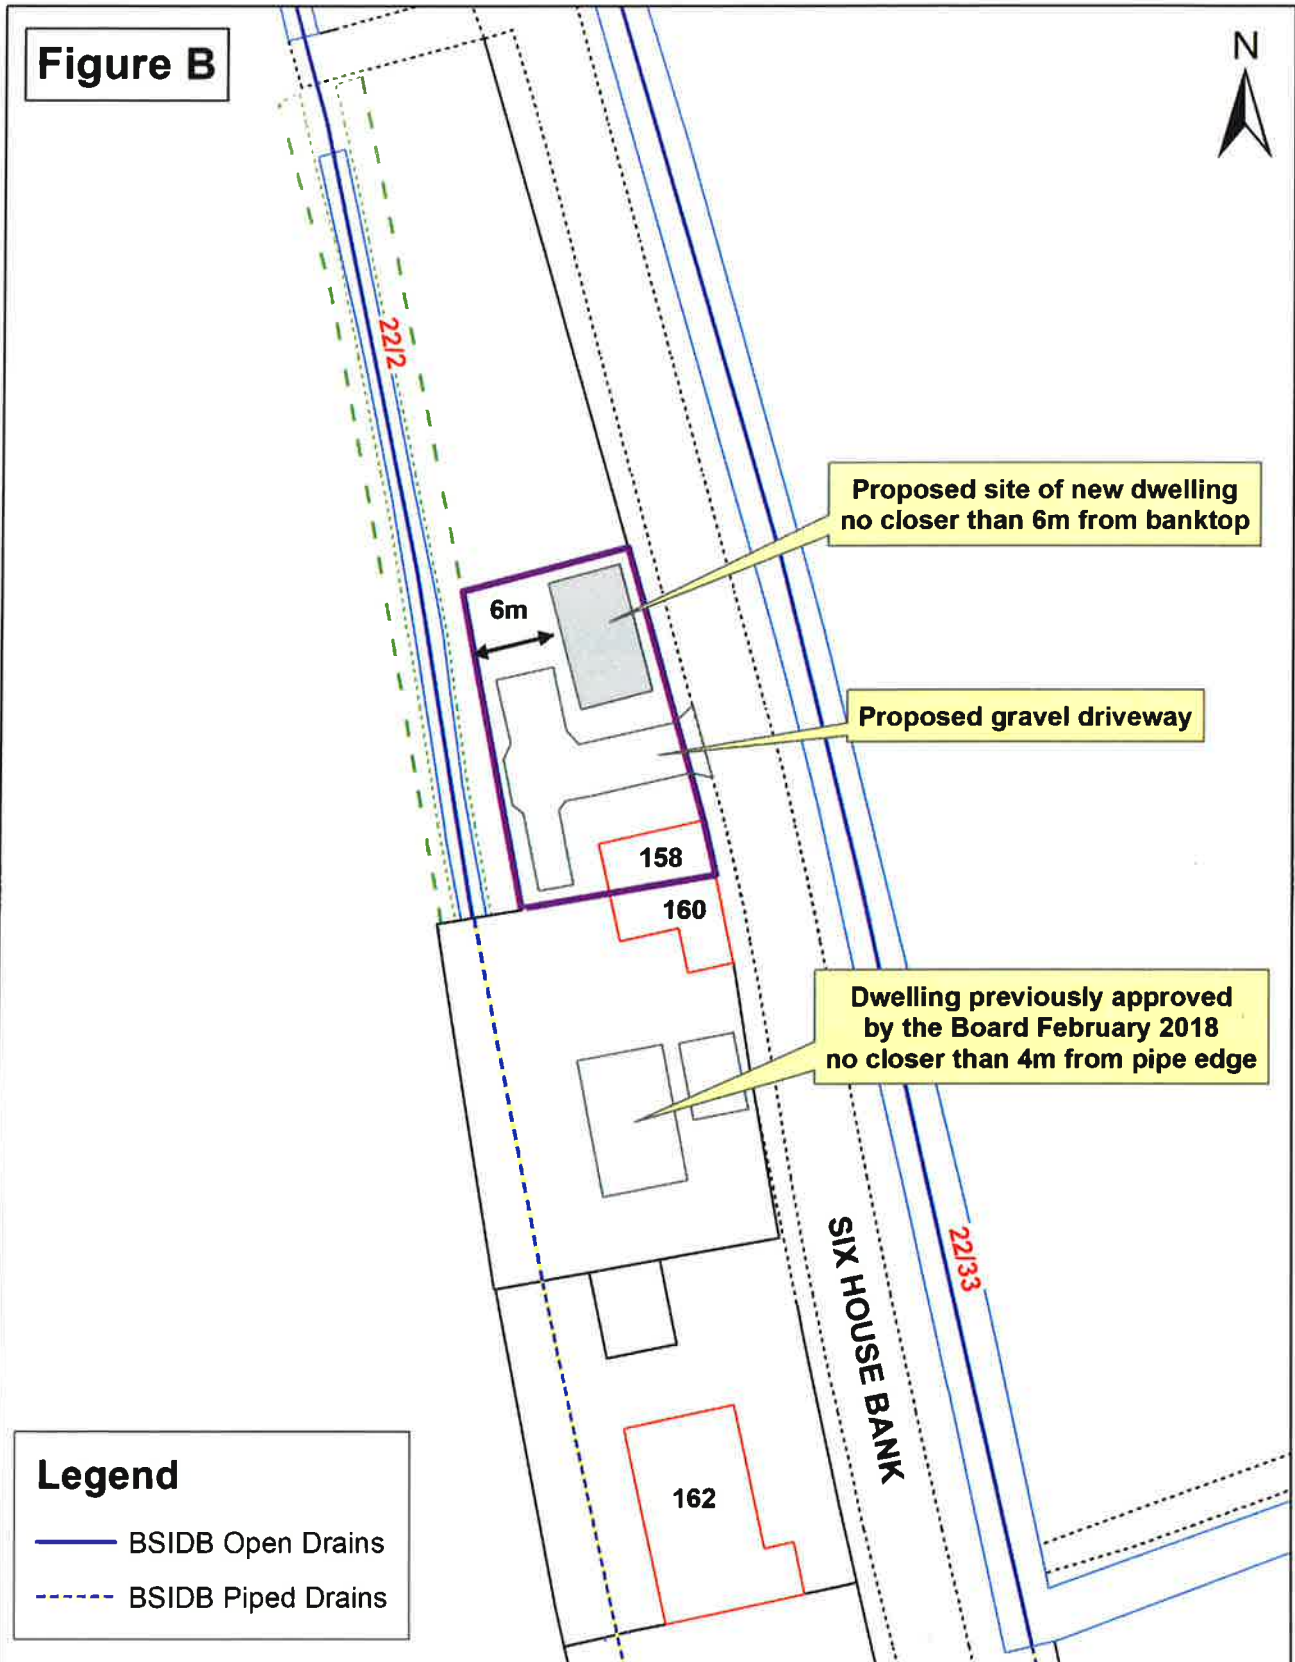 Figure B
N
22/2
Proposed site of new dwelling
no closer than 6m from banktop
6m
Proposed gravel driveway
158
160
Dwelling previously approved
by the Board February 2018
no closer than 4m from pipe edge
SIX HOUSE BANK
22/33
162
Legend
BSIDB Open Drains
BSIDB Piped Drains